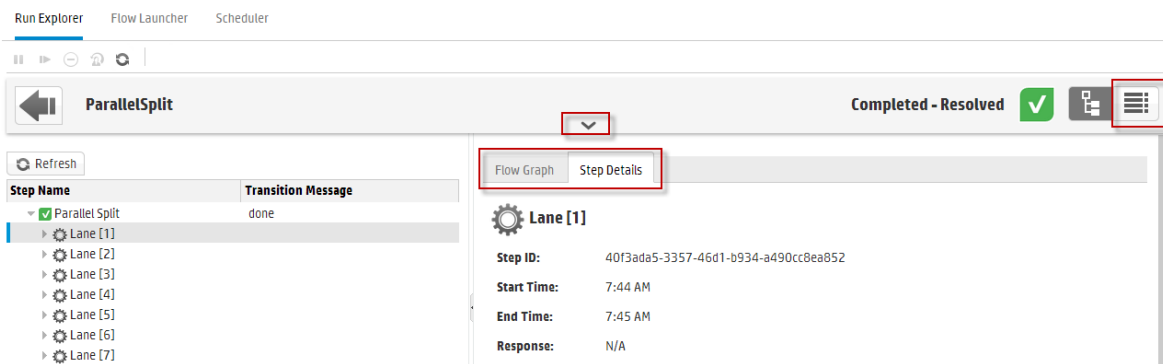 Run Explorer Flow Launcher Scheduler
ParallelSplit Completed - Resolved
Refresh
Step Name Transition Message
Parallel Split done
Lane [1]
Lane [2]
Lane [3]
Lane [4]
Lane [5]
Lane [6]
Lane [7]
Flow Graph Step Details
Lane [1]
Step ID: 40f3ada5-3357-46d1-b934-a490cc8ea852
Start Time: 7:44 AM
End Time: 7:45 AM
Response: N/A